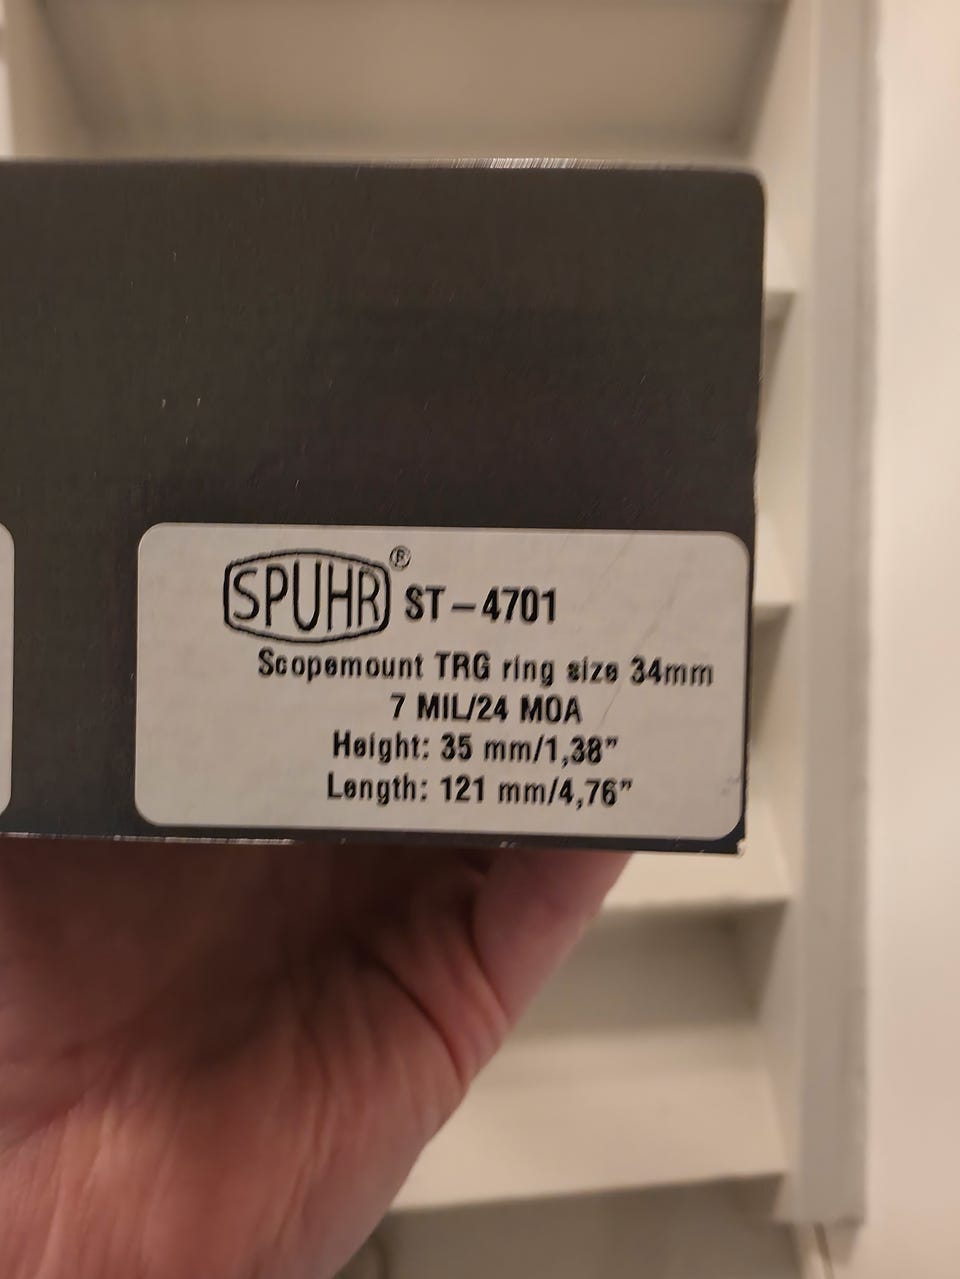 SPUHR® ST-4701
Scopemount TRG ring size 34mm
7 MIL/24 MOA
Height: 35 mm/1,38”
Length: 121 mm/4,76”